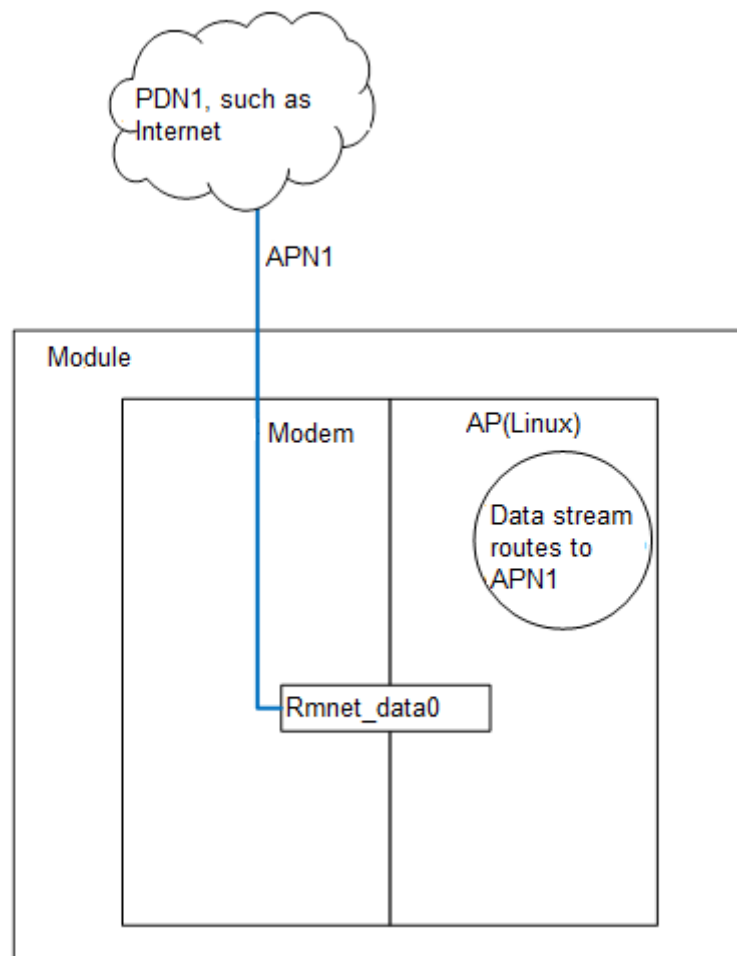 PDN1, such as
Internet
APN1
Module
Modem
AP(Linux)
Data stream
routes to
APN1
Rmnet_data0